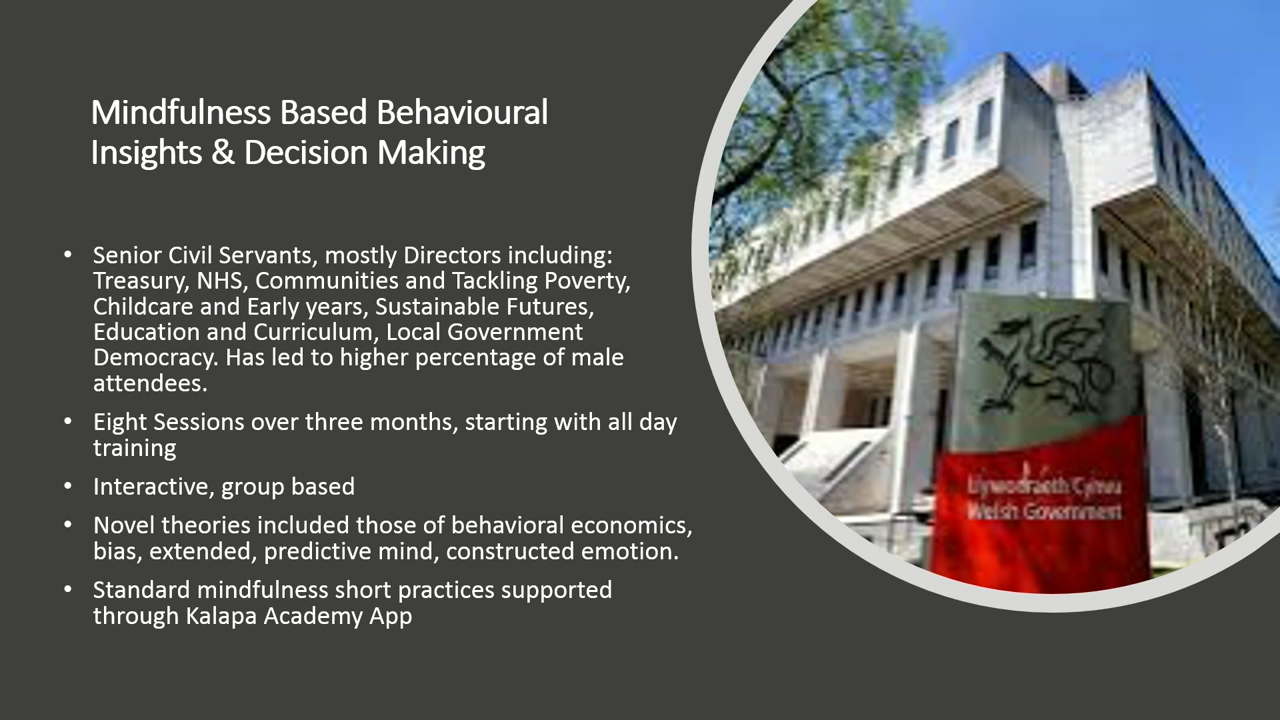 Mindfulness Based Behavioural
Insights & Decision Making
• Senior Civil Servants, mostly Directors including:
Treasury, NHS, Communities and Tackling Poverty,
Childcare and Early years, Sustainable Futures,
Education and Curriculum, Local Government
Democracy. Has led to higher percentage of male
attendees.
• Eight Sessions over three months, starting with all day
training
• Interactive, group based
• Novel theories included those of behavioral economics,
bias, extended, predictive mind, constructed emotion.
• Standard mindfulness short practices supported
through Kalapa Academy App
Llywodraeth Cymru
Welsh Government